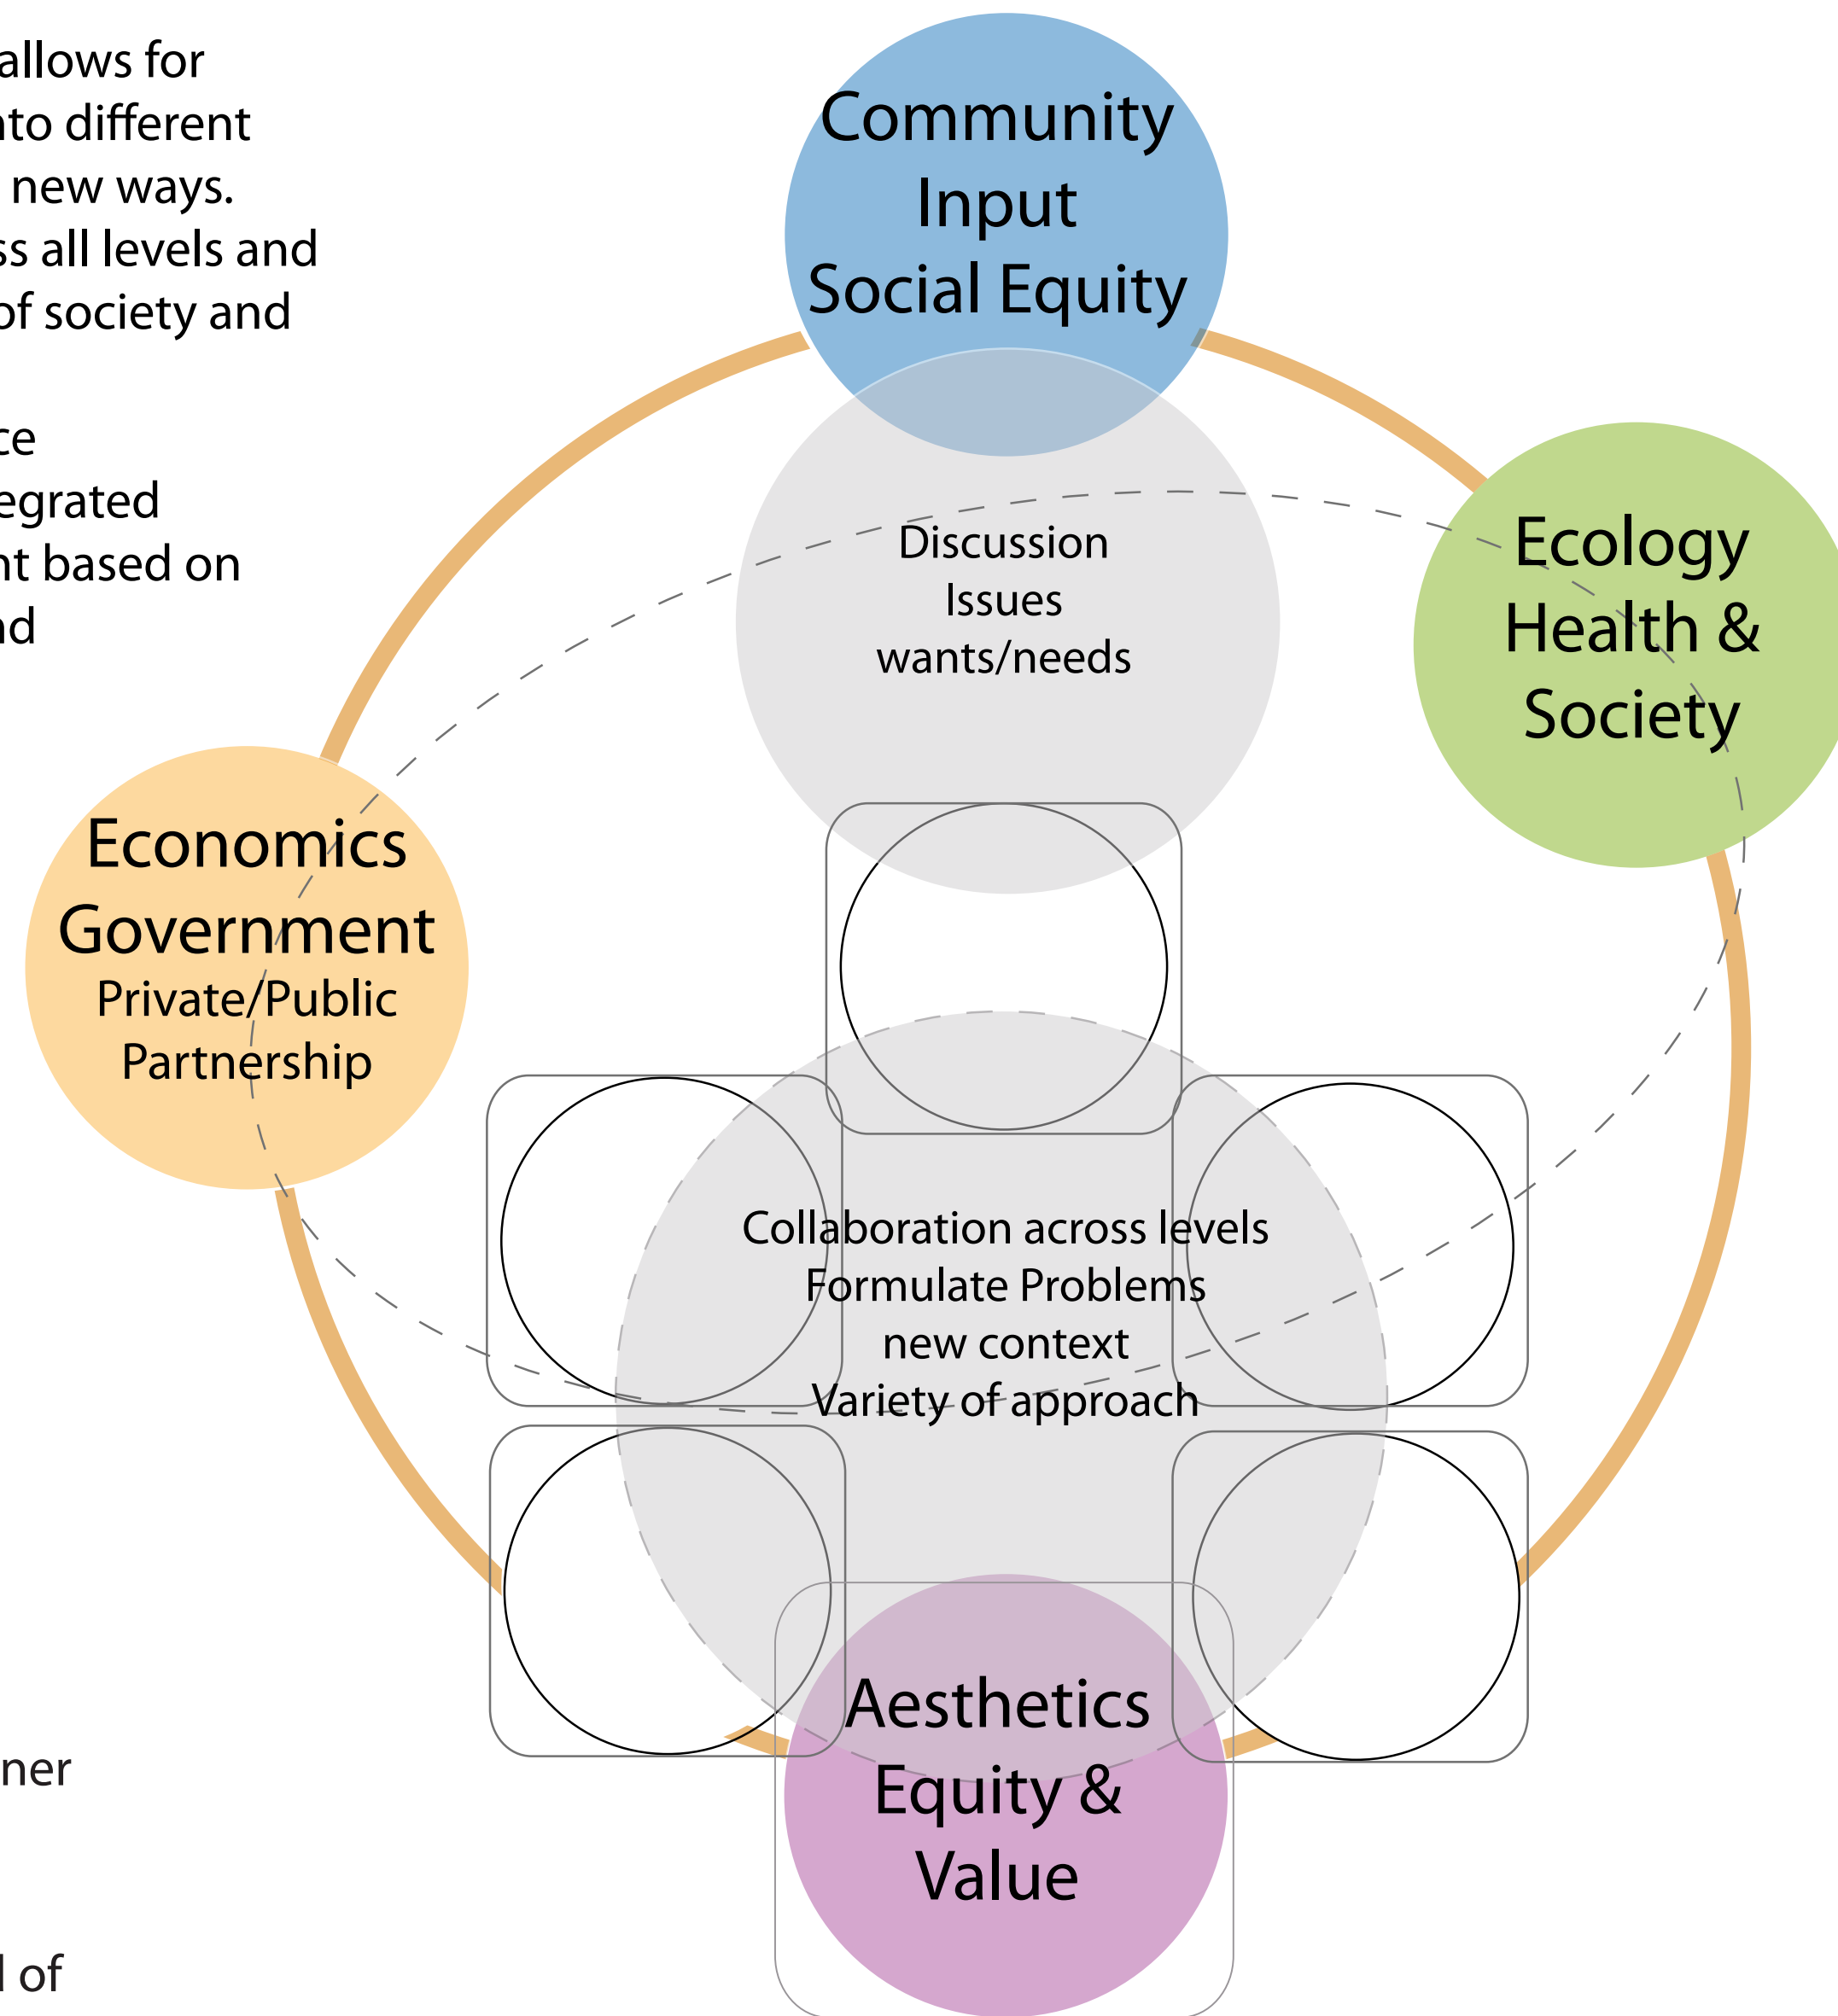 allows for
nto different
new ways.
ss all levels and
of society and
ce
egrated
nt based on
nd
Community
Input
Social Equity
Discussion
Issues
wants/needs
Ecology
Health &
Society
Economics
Government
Private/Public
Partnership
Collaboration across levels
Formulate Problems
new context
Variety of approach
Aesthetics
Equity &
Value
ner
of